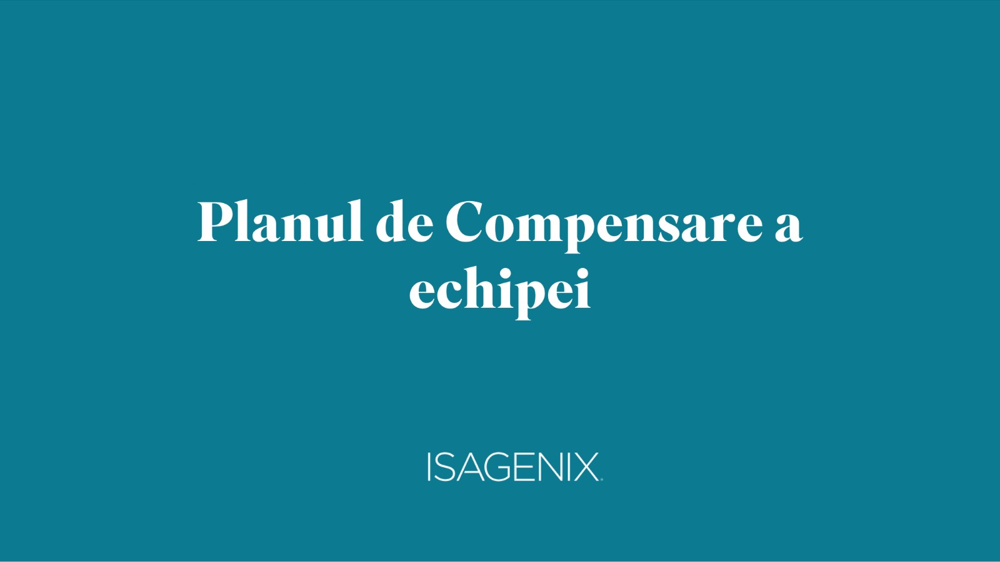 Planul de Compensare a
echipei
ISAGENIX